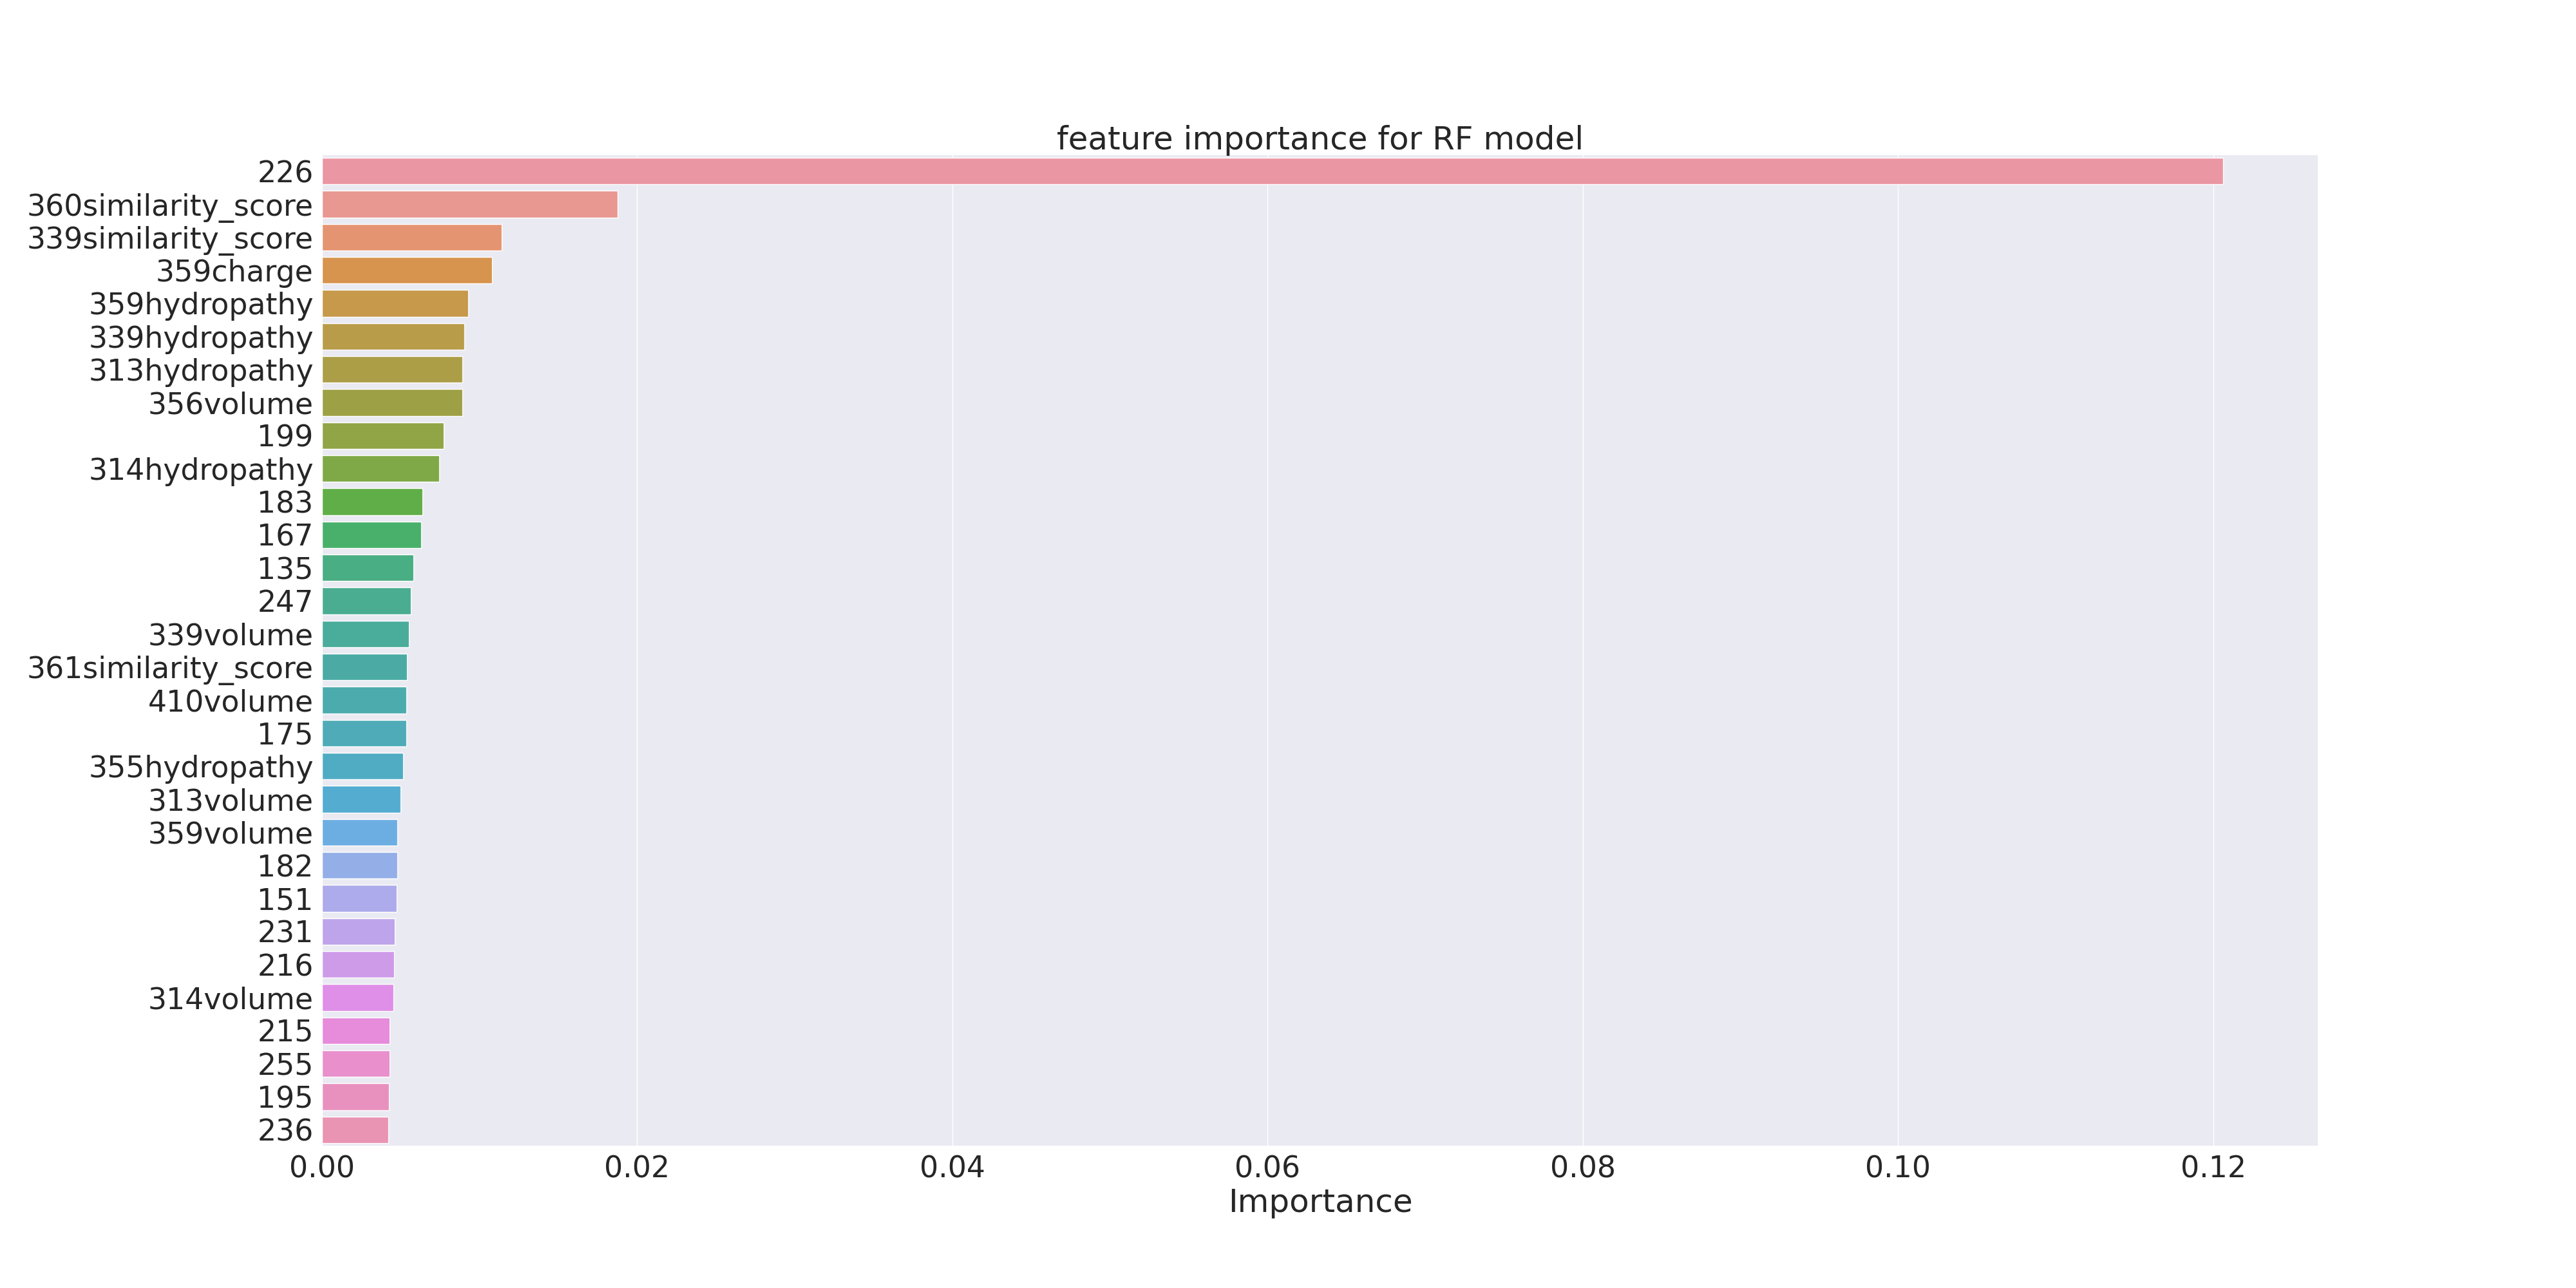 feature importance for RF model
226
360similarity_score
339similarity_score
359charge
359hydropathy
339hydropathy
313hydropathy
356volume
199
314hydropathy
183
167
135
247
339volume
361similarity_score
410volume
175
355hydropathy
313volume
359volume
182
151
231
216
314volume
215
255
195
236
0.00 0.02 0.04 0.06 0.08 0.10 0.12
Importance